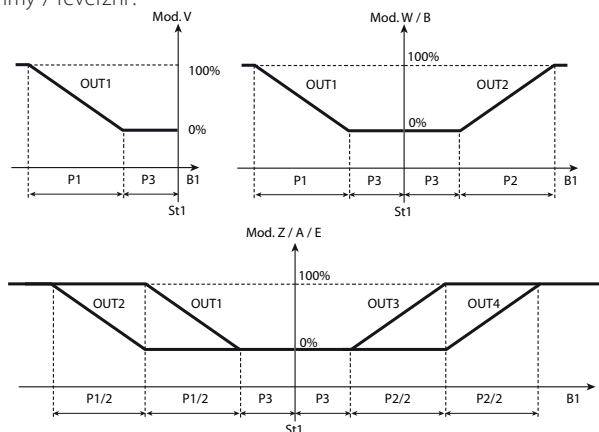 Mod. V
100%
OUT1
0%
P1 P3 B1
St1
Mod. W / B
100%
OUT1 OUT2
0%
P1 P3 P3 P2 B1
St1
Mod. Z / A / E
100%
OUT2 OUT1 OUT3 OUT4
0%
P1/2 P1/2 P3 P3 P2/2 P2/2 B1
St1